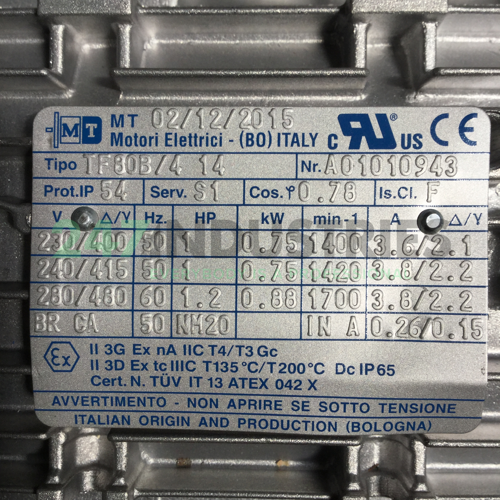 MT MT 02/12/2015
Motori Elettrici - (BO) ITALY c RU US CE
Tipo TF80B/4 14 Nr. A01010943
Prot.IP 54 Serv. S1 Cos.φ 0.78 Is.Cl. F
V Δ/Y Hz. HP kW min-1 A Δ/Y
230/400 50 1 0.75 1400 3.6/2.1
240/415 50 1 0.75 1420 3.8/2.2
280/480 60 1.2 0.88 1700 3.8/2.2
BR CA 50 NM20 IN A 0.26/0.15
Ex II 3G Ex nA IIC T4/T3 Gc
II 3D Ex tc IIIC T135°C/T200°C Dc IP65
Cert. N. TÜV IT 13 ATEX 042 X
AVVERTIMENTO - NON APRIRE SE SOTTO TENSIONE
ITALIAN ORIGIN AND PRODUCTION (BOLOGNA)